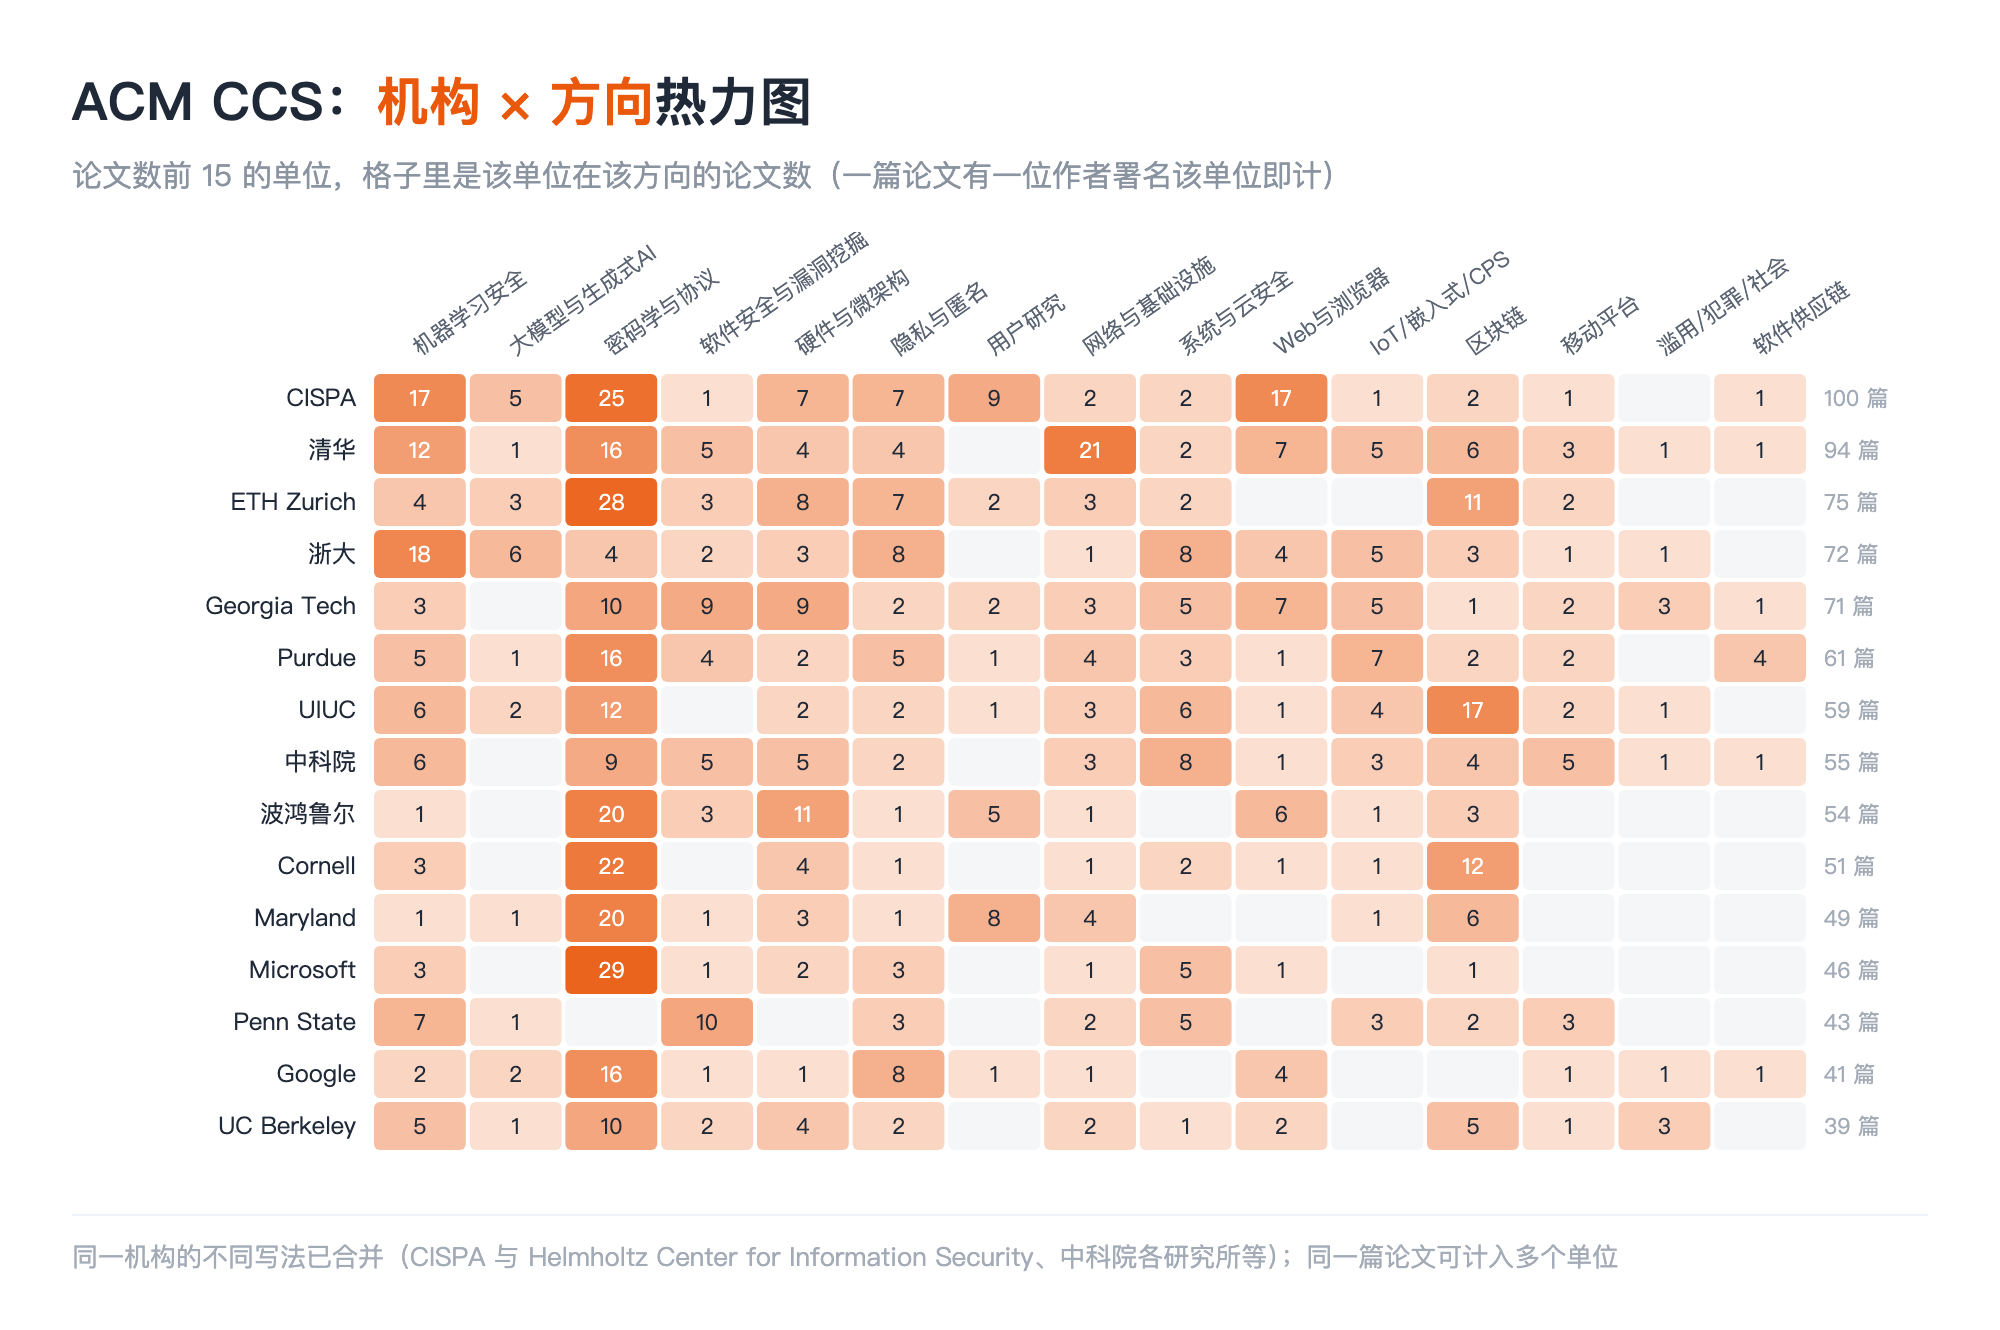 ACM CCS：机构 × 方向热力图
论文数前 15 的单位，格子里是该单位在该方向的论文数（一篇论文有一位作者署名该单位即计）
机器学习安全 大模型与生成式AI 密码学与协议 软件安全与漏洞挖掘 硬件与微架构 隐私与匿名 用户研究 网络与基础设施 系统与云安全 Web与浏览器 IoT/嵌入式/CPS 区块链 移动平台 滥用/犯罪/社会 软件供应链
CISPA 17 5 25 1 7 7 9 2 2 17 1 2 1 1 100 篇
清华 12 1 16 5 4 4 21 2 7 5 6 3 1 1 94 篇
ETH Zurich 4 3 28 3 8 7 2 3 2 11 2 75 篇
浙大 18 6 4 2 3 8 1 8 4 5 3 1 1 72 篇
Georgia Tech 3 10 9 9 2 2 3 5 7 5 1 2 3 1 71 篇
Purdue 5 1 16 4 2 5 1 4 3 1 7 2 2 4 61 篇
UIUC 6 2 12 2 2 1 3 6 1 4 17 2 1 59 篇
中科院 6 9 5 5 2 3 8 1 3 4 5 1 1 55 篇
波鸿鲁尔 1 20 3 11 1 5 1 6 1 3 54 篇
Cornell 3 22 4 1 1 2 1 1 12 51 篇
Maryland 1 1 20 1 3 1 8 4 1 6 49 篇
Microsoft 3 29 1 2 3 1 5 1 1 46 篇
Penn State 7 1 10 3 2 5 3 2 3 43 篇
Google 2 2 16 1 1 8 1 1 4 1 1 1 41 篇
UC Berkeley 5 1 10 2 4 2 2 1 2 5 1 3 39 篇
同一机构的不同写法已合并（CISPA 与 Helmholtz Center for Information Security、中科院各研究所等）；同一篇论文可计入多个单位